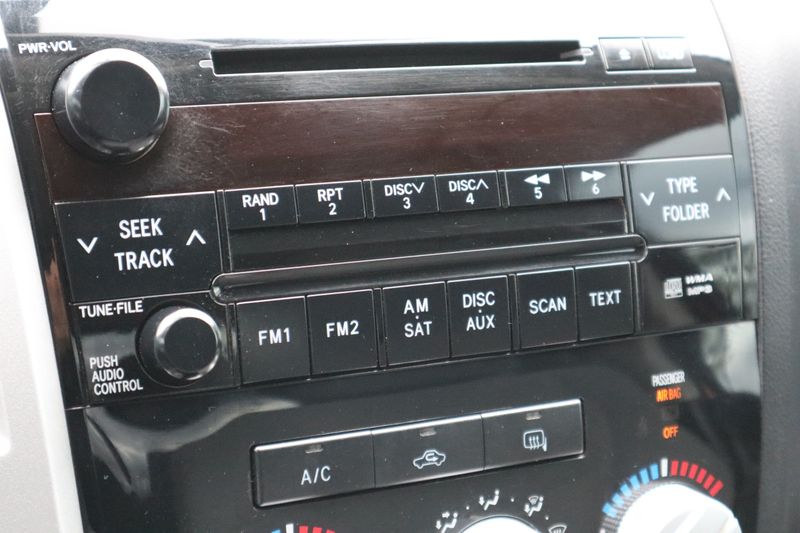 PWR·VOL
RAND
1
RPT
2
DISC
3
DISC
4
5
6
TYPE
FOLDER
SEEK
TRACK
TUNE·FILE
PUSH
AUDIO
CONTROL
FM1
FM2
AM
SAT
DISC
AUX
SCAN
TEXT
WMA
MP3
PASSENGER
AIR BAG
OFF
A/C